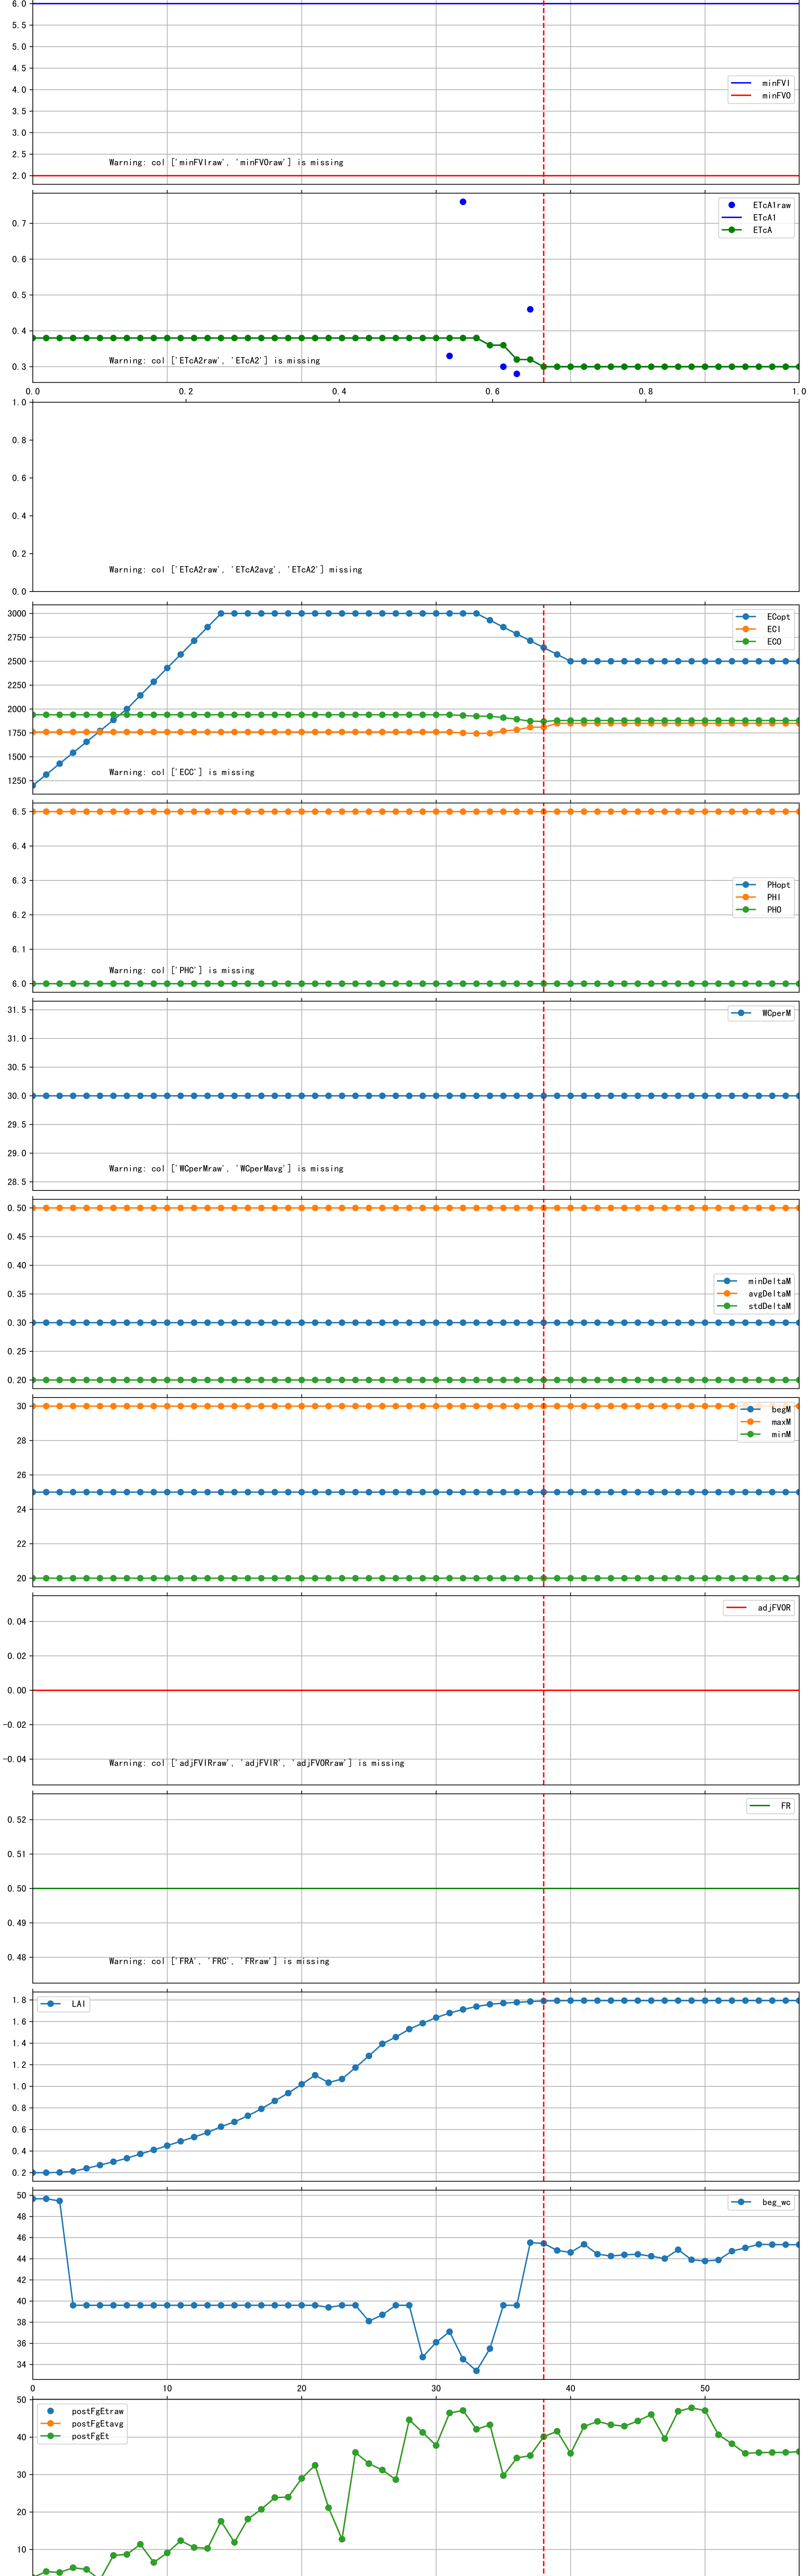 6.0
5.5
5.0
4.5
4.0
3.5
3.0
2.5
2.0
minFVI
minFVO
Warning: col ['minFVIraw', 'minFVOraw'] is missing
0.7
0.6
0.5
0.4
0.3
ETcA1raw
ETcA1
ETcA
Warning: col ['ETcA2raw', 'ETcA2'] is missing
0.0 0.2 0.4 0.6 0.8 1.0
1.0
0.8
0.6
0.4
0.2
0.0
Warning: col ['ETcA2raw', 'ETcA2avg', 'ETcA2'] missing
3000
2750
2500
2250
2000
1750
1500
1250
ECopt
ECI
ECO
Warning: col ['ECC'] is missing
6.5
6.4
6.3
6.2
6.1
6.0
PHopt
PHI
PHO
Warning: col ['PHC'] is missing
31.5
31.0
30.5
30.0
29.5
29.0
28.5
WCperM
Warning: col ['WCperMraw', 'WCperMavg'] is missing
0.50
0.45
0.40
0.35
0.30
0.25
0.20
minDeltaM
avgDeltaM
stdDeltaM
30
28
26
24
22
20
begM
maxM
minM
0.04
0.02
0.00
-0.02
-0.04
adjFVOR
Warning: col ['adjFVIRraw', 'adjFVIR', 'adjFVORraw'] is missing
0.52
0.51
0.50
0.49
0.48
FR
Warning: col ['FRA', 'FRC', 'FRraw'] is missing
1.8
1.6
1.4
1.2
1.0
0.8
0.6
0.4
0.2
LAI
50
48
46
44
42
40
38
36
34
beg_wc
0 10 20 30 40 50
50
40
30
20
10
postFgEtraw
postFgEtavg
postFgEt